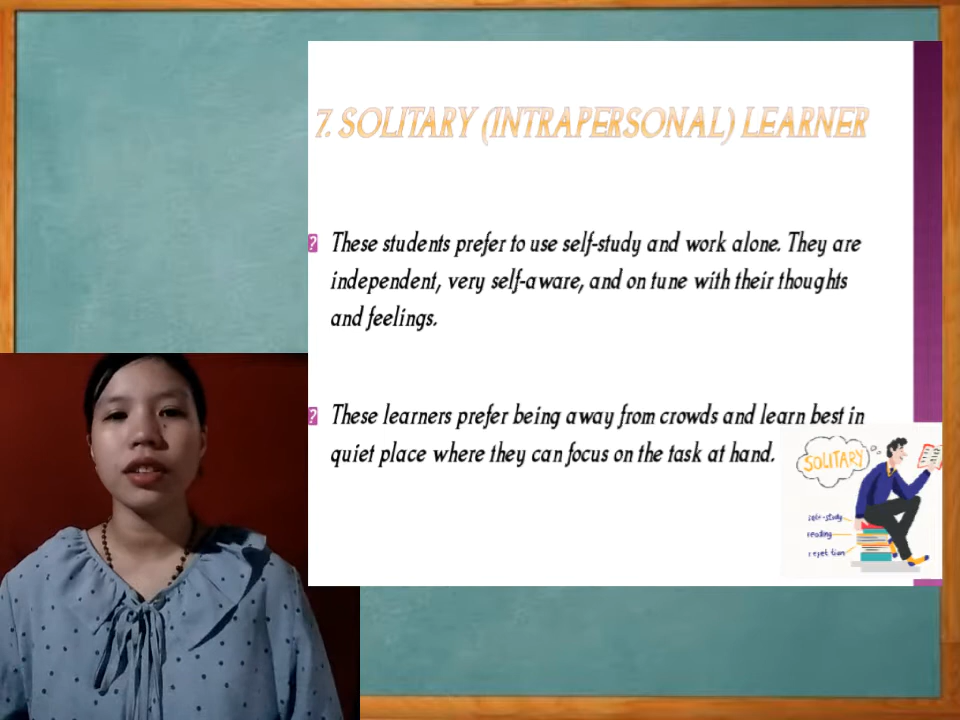 7. SOLITARY (INTRAPERSONAL) LEARNER
? These students prefer to use self-study and work alone. They are
independent, very self-aware, and on tune with their thoughts
and feelings.
? These learners prefer being away from crowds and learn best in
quiet place where they can focus on the task at hand.
SOLITARY
self-study
reading
repetition